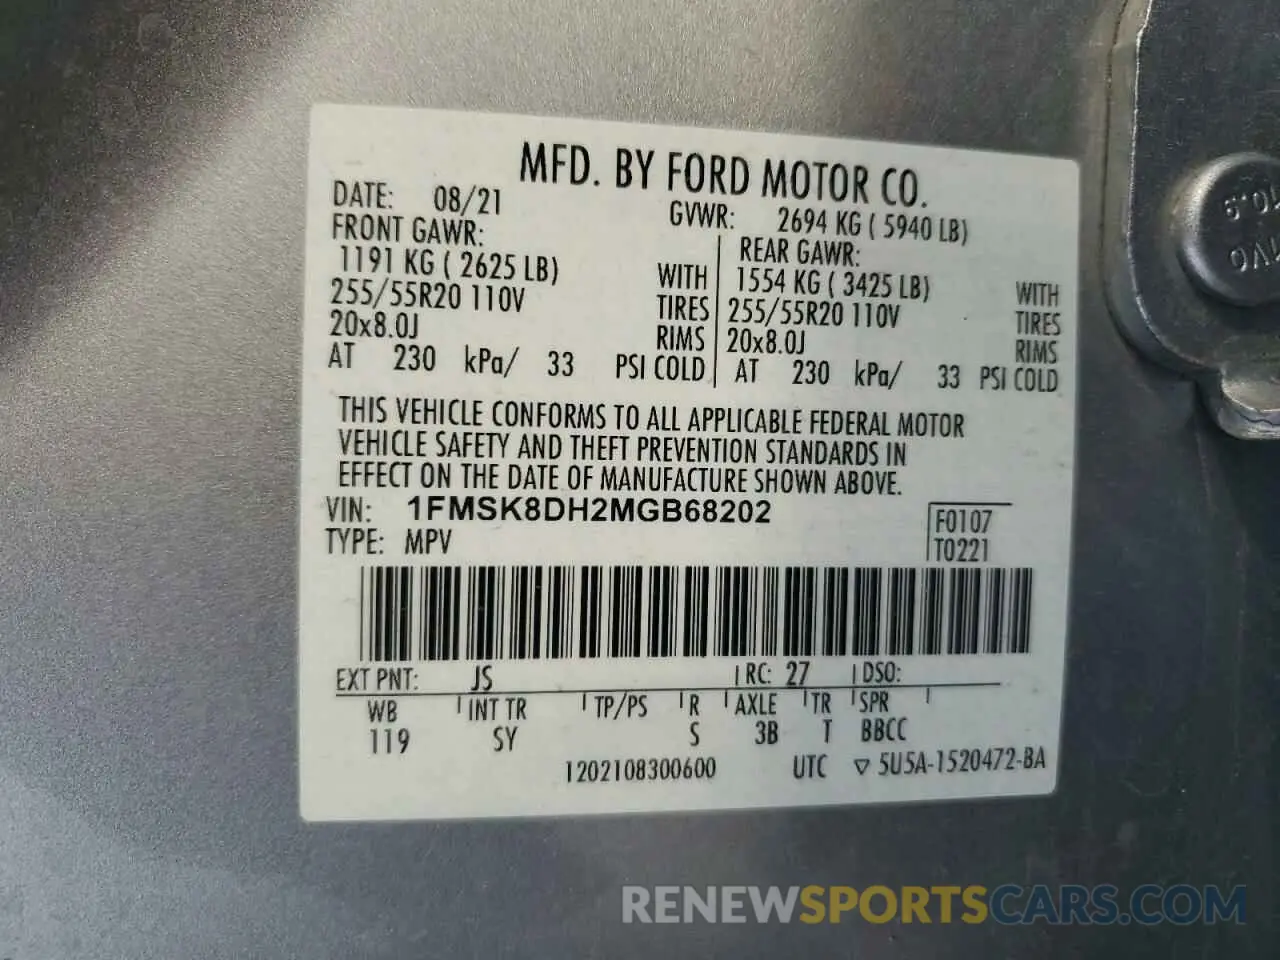 MFD. BY FORD MOTOR CO.
DATE: 08/21 GVWR: 2694 KG ( 5940 LB)
FRONT GAWR: REAR GAWR:
1191 KG ( 2625 LB) WITH 1554 KG ( 3425 LB) WITH
255/55R20 110V TIRES 255/55R20 110V TIRES
20x8.0J RIMS 20x8.0J RIMS
AT 230 kPa/ 33 PSI COLD AT 230 kPa/ 33 PSI COLD
THIS VEHICLE CONFORMS TO ALL APPLICABLE FEDERAL MOTOR
VEHICLE SAFETY AND THEFT PREVENTION STANDARDS IN
EFFECT ON THE DATE OF MANUFACTURE SHOWN ABOVE.
VIN: 1FMSK8DH2MGB68202 F0107
TYPE: MPV T0221
EXT PNT: JS RC: 27 DSO:
WB INT TR TP/PS R AXLE TR SPR
119 SY S 3B T BBCC
1202108300600 UTC ▽ 5U5A-1520472-BA
10.9
RENEWSPORTSCARS.COM